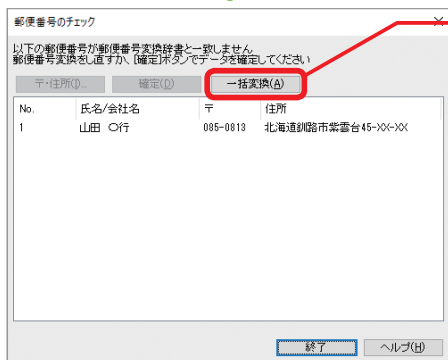 郵便番号のチェック
以下の郵便番号が郵便番号変換辞書と一致しません
郵便番号変換をし直すか、[確定]ボタンでデータを確定してください
〒・住所(J)... 確定(D) 一括変換(A)
No. 氏名/会社名 〒 住所
1 山田 〇行 085-0813 北海道釧路市紫雲台45-XX-XX
終了 ヘルプ(H)